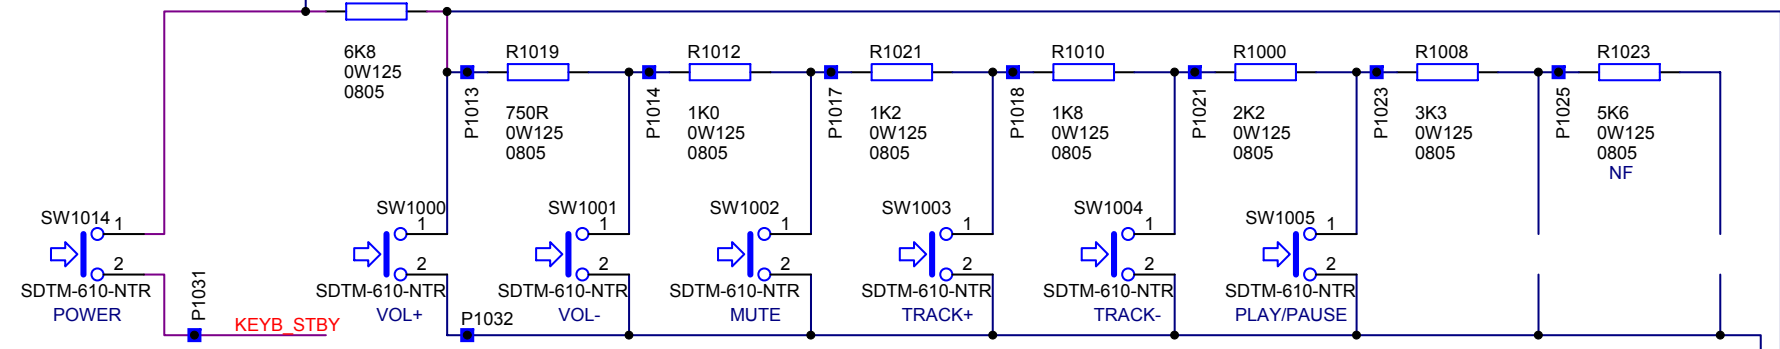 6K8
0W125
0805
R1019
750R
0W125
0805
R1012
1K0
0W125
0805
R1021
1K2
0W125
0805
R1010
1K8
0W125
0805
R1000
2K2
0W125
0805
R1008
3K3
0W125
0805
R1023
5K6
0W125
0805
NF
P1013
P1014
P1017
P1018
P1021
P1023
P1025
SW1014
1
2
SDTM-610-NTR
POWER
P1031
KEYB_STBY
SW1000
1
2
SDTM-610-NTR
VOL+
P1032
SW1001
1
2
SDTM-610-NTR
VOL-
SW1002
1
2
SDTM-610-NTR
MUTE
SW1003
1
2
SDTM-610-NTR
TRACK+
SW1004
1
2
SDTM-610-NTR
TRACK-
SW1005
1
2
SDTM-610-NTR
PLAY/PAUSE